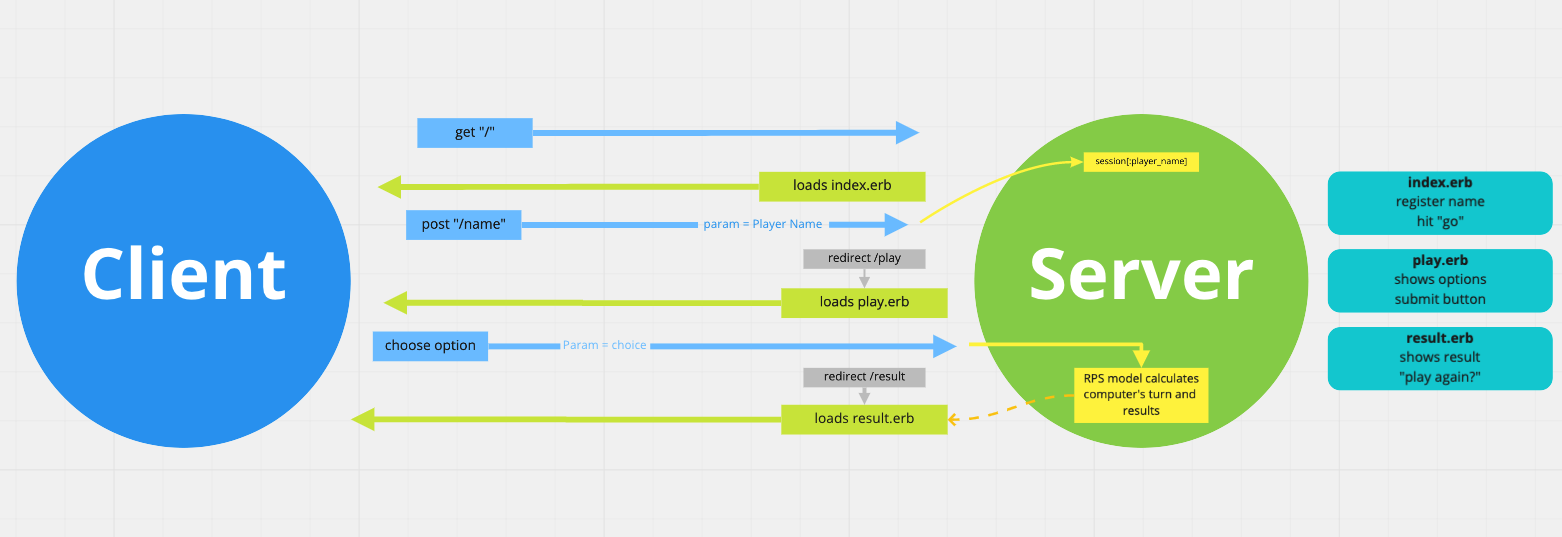 Client
get "/"
loads index.erb
post "/name"
param = Player Name
redirect /play
loads play.erb
choose option
Param = choice
redirect /result
loads result.erb
Server
session[:player_name]
RPS model calculates
computer's turn and
results
index.erb
register name
hit "go"
play.erb
shows options
submit button
result.erb
shows result
"play again?"